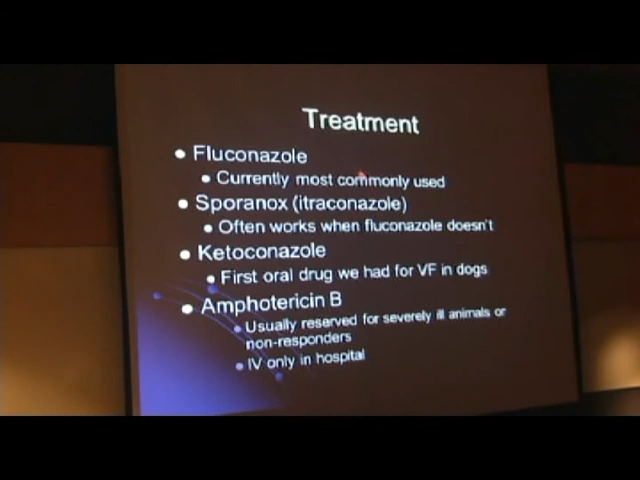 Treatment
Fluconazole
Currently most commonly used
Sporanox (itraconazole)
Often works when fluconazole doesn't
Ketoconazole
First oral drug we had for VF in dogs
Amphotericin B
Usually reserved for severely ill animals or
non-responders
IV only in hospital